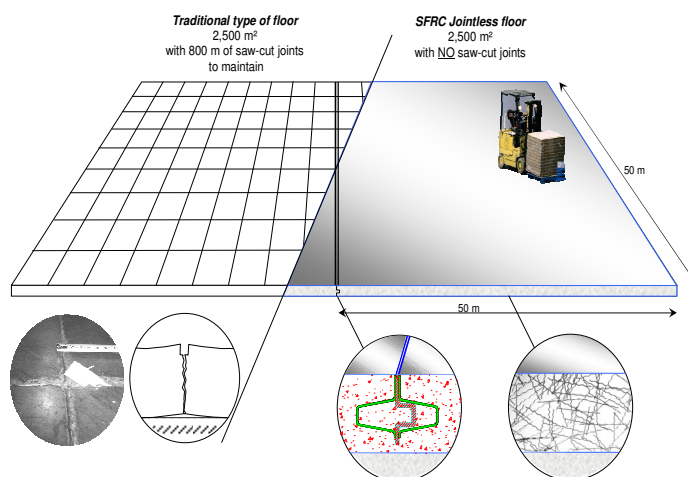 Traditional type of floor
2,500 m²
with 800 m of saw-cut joints
to maintain
SFRC Jointless floor
2,500 m²
with NO saw-cut joints
50 m
50 m